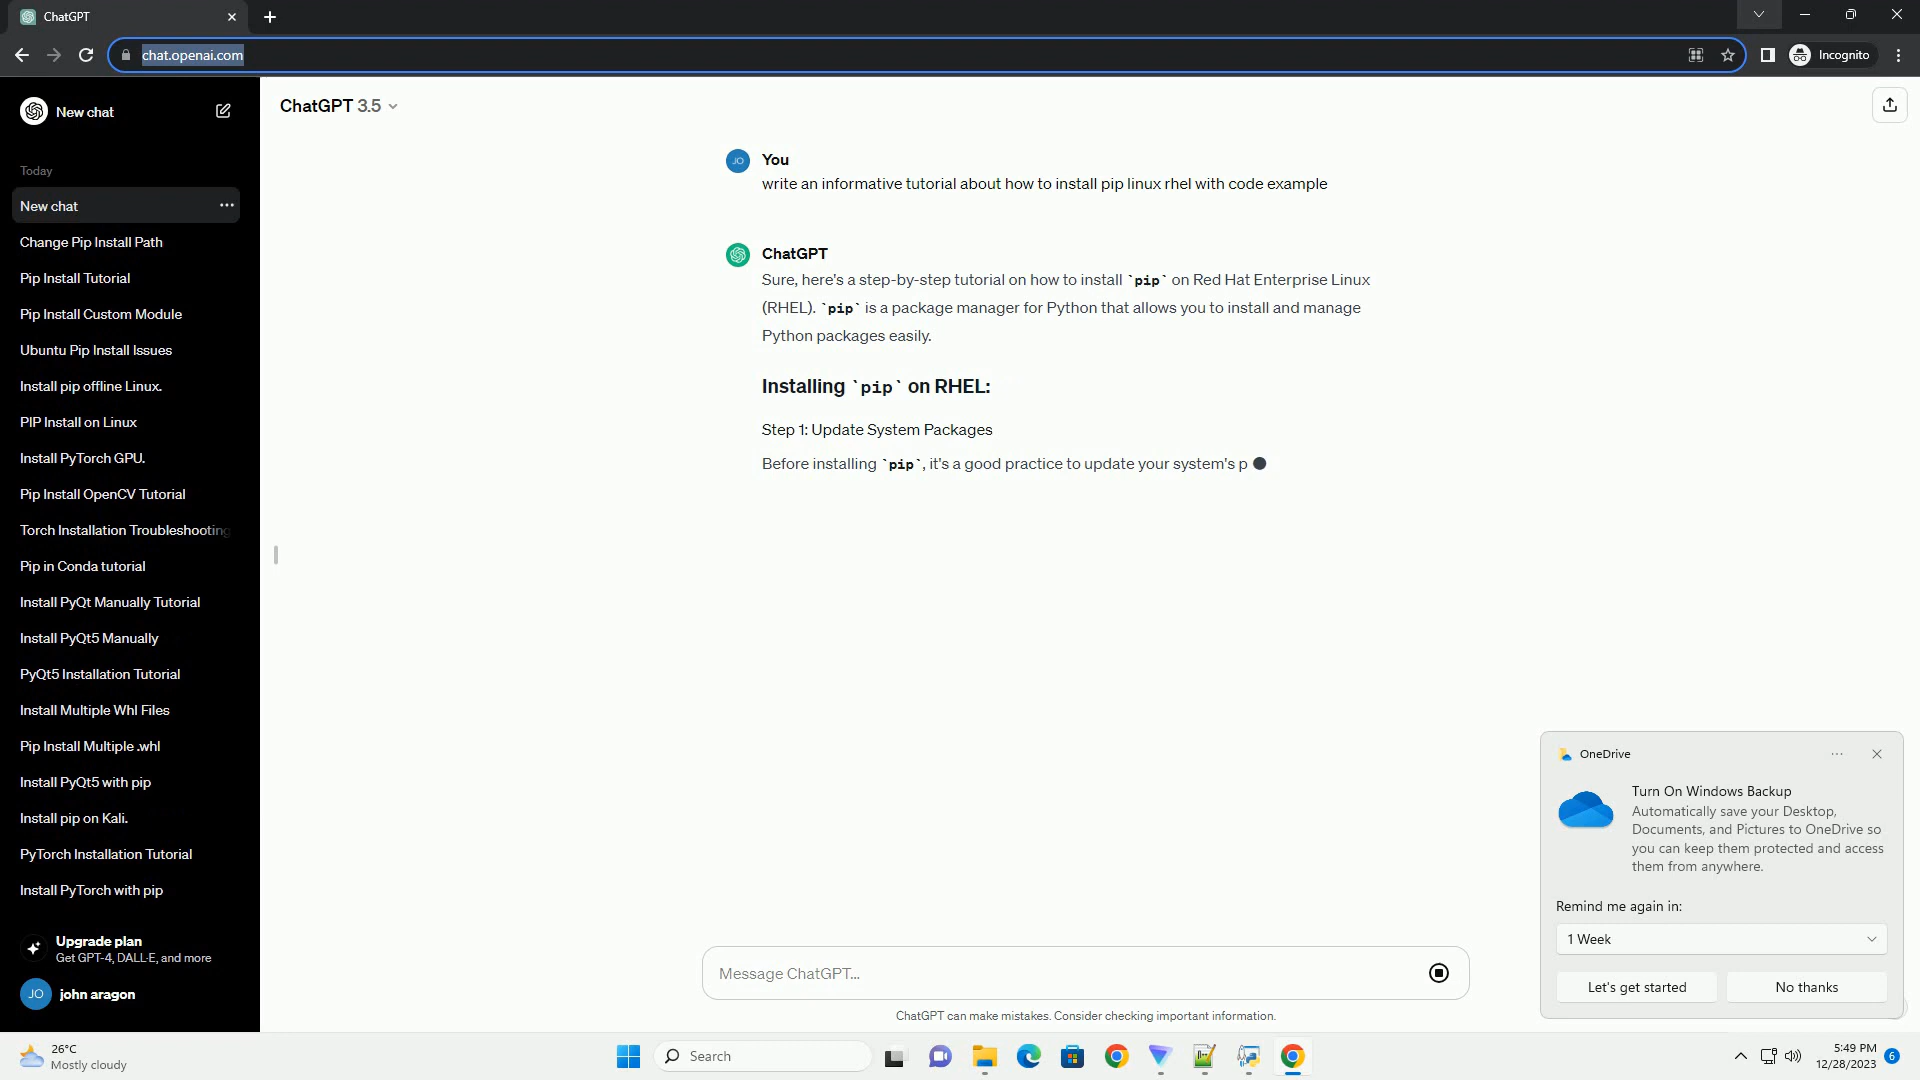 ChatGPT
chat.openai.com
Incognito
New chat
Today
New chat
Change Pip Install Path
Pip Install Tutorial
Pip Install Custom Module
Ubuntu Pip Install Issues
Install pip offline Linux.
PIP Install on Linux
Install PyTorch GPU.
Pip Install OpenCV Tutorial
Torch Installation Troubleshooting
Pip in Conda tutorial
Install PyQt Manually Tutorial
Install PyQt5 Manually
PyQt5 Installation Tutorial
Install Multiple Whl Files
Pip Install Multiple .whl
Install PyQt5 with pip
Install pip on Kali.
PyTorch Installation Tutorial
Install PyTorch with pip
Upgrade plan
Get GPT-4, DALL·E, and more
JO john aragon
ChatGPT 3.5
JO You
write an informative tutorial about how to install pip linux rhel with code example
ChatGPT
Sure, here's a step-by-step tutorial on how to install `pip` on Red Hat Enterprise Linux
(RHEL). `pip` is a package manager for Python that allows you to install and manage
Python packages easily.
Installing `pip` on RHEL:
Step 1: Update System Packages
Before installing `pip`, it's a good practice to update your system's p
Message ChatGPT...
ChatGPT can make mistakes. Consider checking important information.
OneDrive
Turn On Windows Backup
Automatically save your Desktop,
Documents, and Pictures to OneDrive so
you can keep them protected and access
them from anywhere.
Remind me again in:
1 Week
Let's get started
No thanks
26°C
Mostly cloudy
Search
5:49 PM
12/28/2023
6